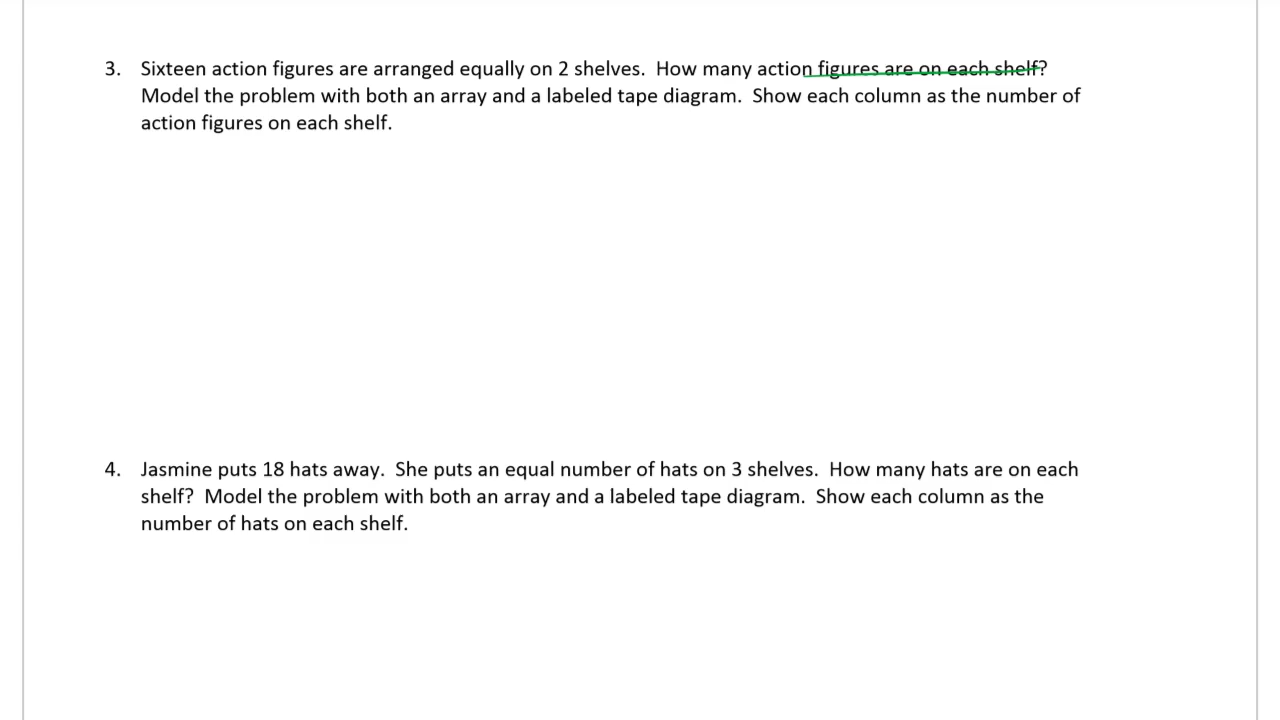 3. Sixteen action figures are arranged equally on 2 shelves. How many action figures are on each shelf?
Model the problem with both an array and a labeled tape diagram. Show each column as the number of
action figures on each shelf.
4. Jasmine puts 18 hats away. She puts an equal number of hats on 3 shelves. How many hats are on each
shelf? Model the problem with both an array and a labeled tape diagram. Show each column as the
number of hats on each shelf.